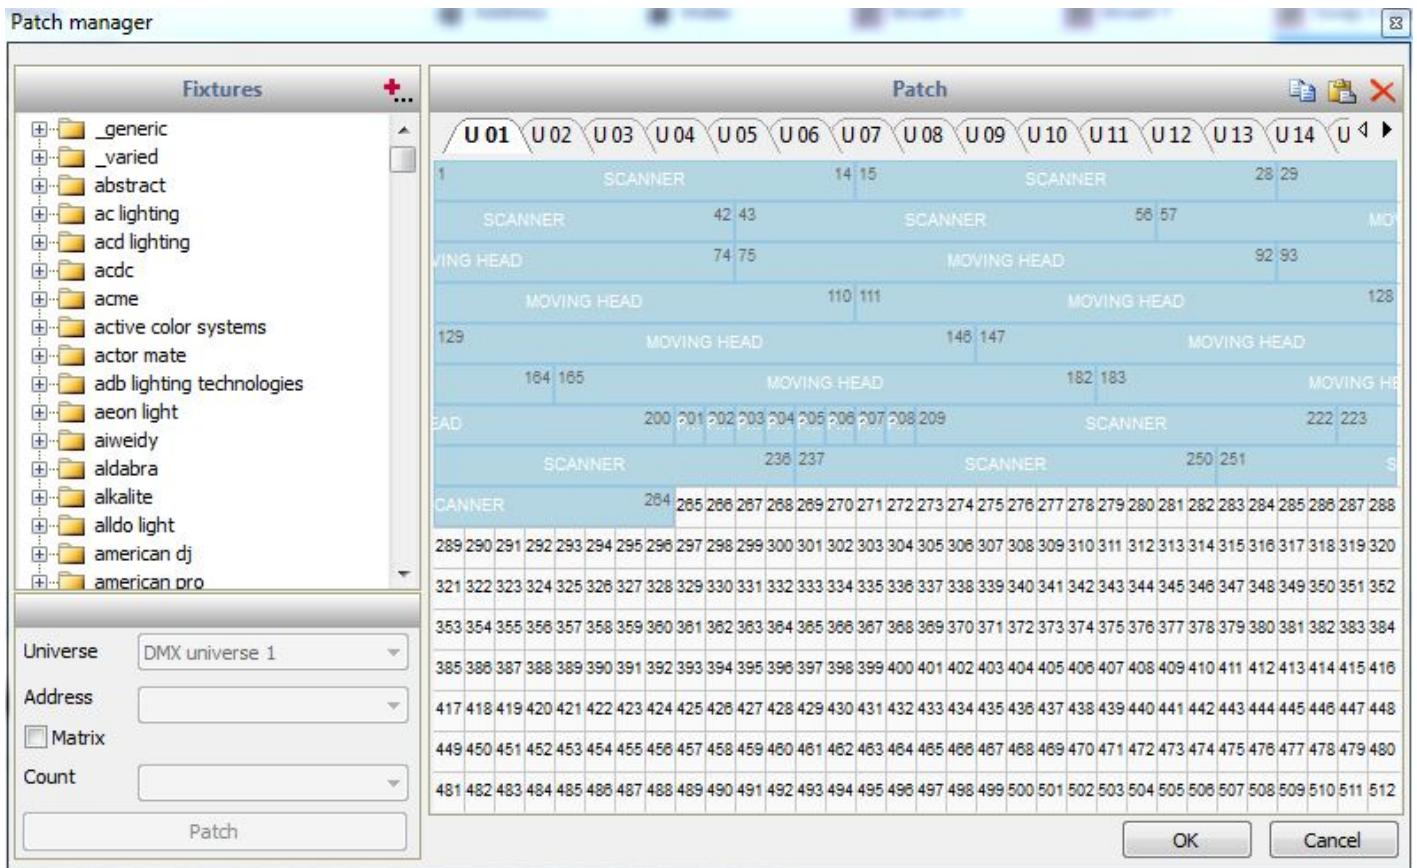 Patch manager
Fixtures
_generic
_varied
abstract
ac lighting
acd lighting
acdc
acme
active color systems
actor mate
adb lighting technologies
aeon light
aiweidy
aldabra
alkalite
alldo light
american dj
american pro
Universe DMX universe 1
Address
Matrix
Count
Patch
Patch
U 01 U 02 U 03 U 04 U 05 U 06 U 07 U 08 U 09 U 10 U 11 U 12 U 13 U 14 U
1 SCANNER 14 15 SCANNER 28 29
SCANNER 42 43 SCANNER 56 57 MOV
VING HEAD 74 75 MOVING HEAD 92 93
MOVING HEAD 110 111 MOVING HEAD 128
129 MOVING HEAD 146 147 MOVING HEAD
164 165 MOVING HEAD 182 183 MOVING HE
EAD 200 201 202 203 204 205 206 207 208 209 SCANNER 222 223
SCANNER 236 237 SCANNER 250 251 S
CANNER 264 265 266 267 268 269 270 271 272 273 274 275 276 277 278 279 280 281 282 283 284 285 286 287 288
289 290 291 292 293 294 295 296 297 298 299 300 301 302 303 304 305 306 307 308 309 310 311 312 313 314 315 316 317 318 319 320
321 322 323 324 325 326 327 328 329 330 331 332 333 334 335 336 337 338 339 340 341 342 343 344 345 346 347 348 349 350 351 352
353 354 355 356 357 358 359 360 361 362 363 364 365 366 367 368 369 370 371 372 373 374 375 376 377 378 379 380 381 382 383 384
385 386 387 388 389 390 391 392 393 394 395 396 397 398 399 400 401 402 403 404 405 406 407 408 409 410 411 412 413 414 415 416
417 418 419 420 421 422 423 424 425 426 427 428 429 430 431 432 433 434 435 436 437 438 439 440 441 442 443 444 445 446 447 448
449 450 451 452 453 454 455 456 457 458 459 460 461 462 463 464 465 466 467 468 469 470 471 472 473 474 475 476 477 478 479 480
481 482 483 484 485 486 487 488 489 490 491 492 493 494 495 496 497 498 499 500 501 502 503 504 505 506 507 508 509 510 511 512
OK Cancel